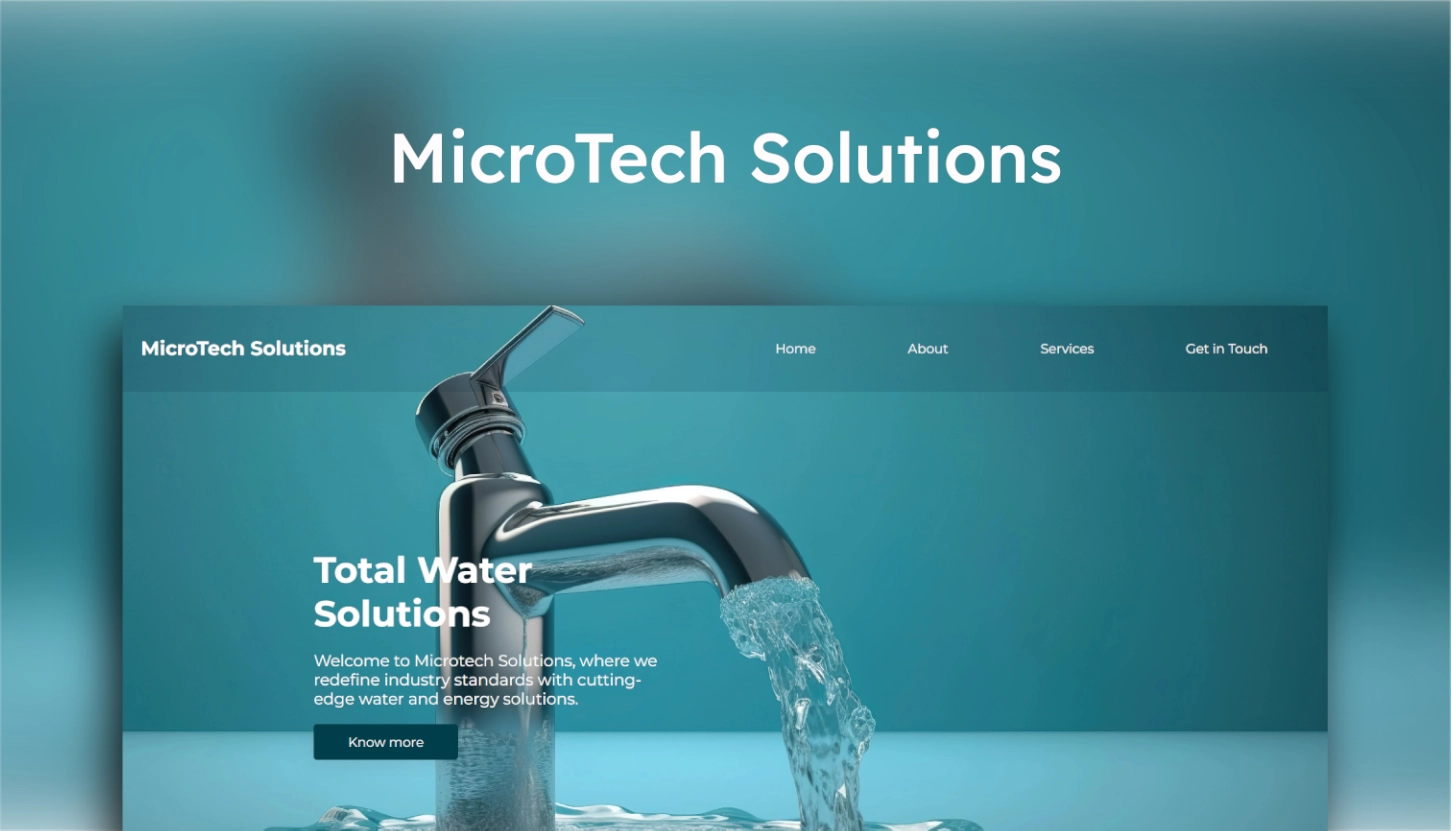 MicroTech Solutions
MicroTech Solutions
Home
About
Services
Get in Touch
Total Water
Solutions
Welcome to Microtech Solutions, where we
redefine industry standards with cutting-
edge water and energy solutions.
Know more